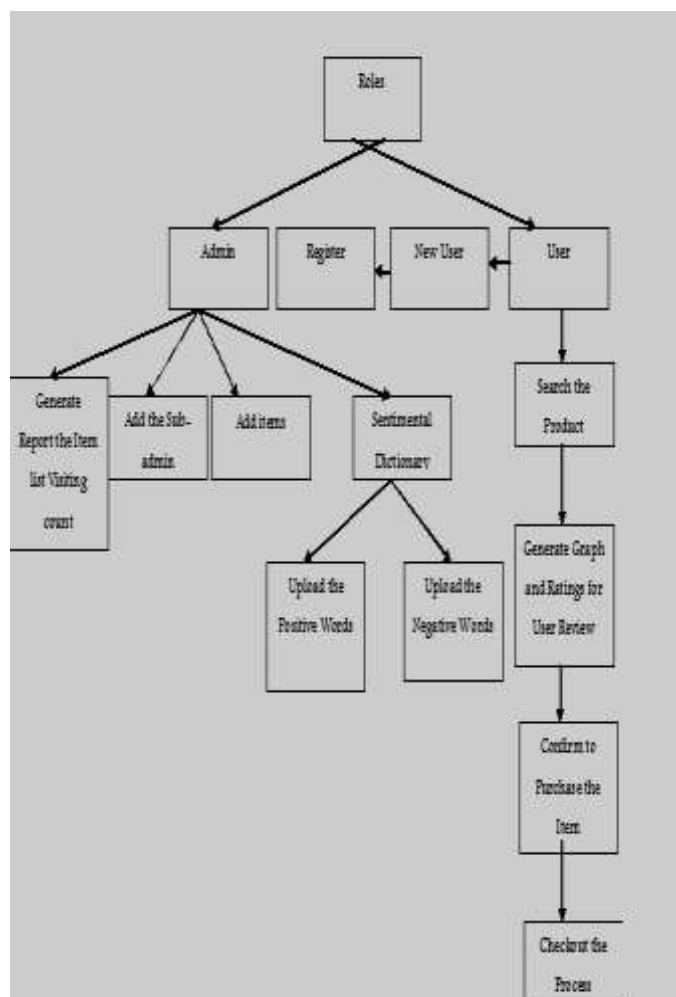 Roles
Admin
Register
New User
User
Generate
Report the Item
list Visiting
count
Add the Sub-
admin
Add items
Sentimental
Dictionary
Search the
Product
Upload the
Positive Words
Upload the
Negative Words
Generate Graph
and Ratings for
User Review
Confirm to
Purchase the
Item
Checkout the
Process